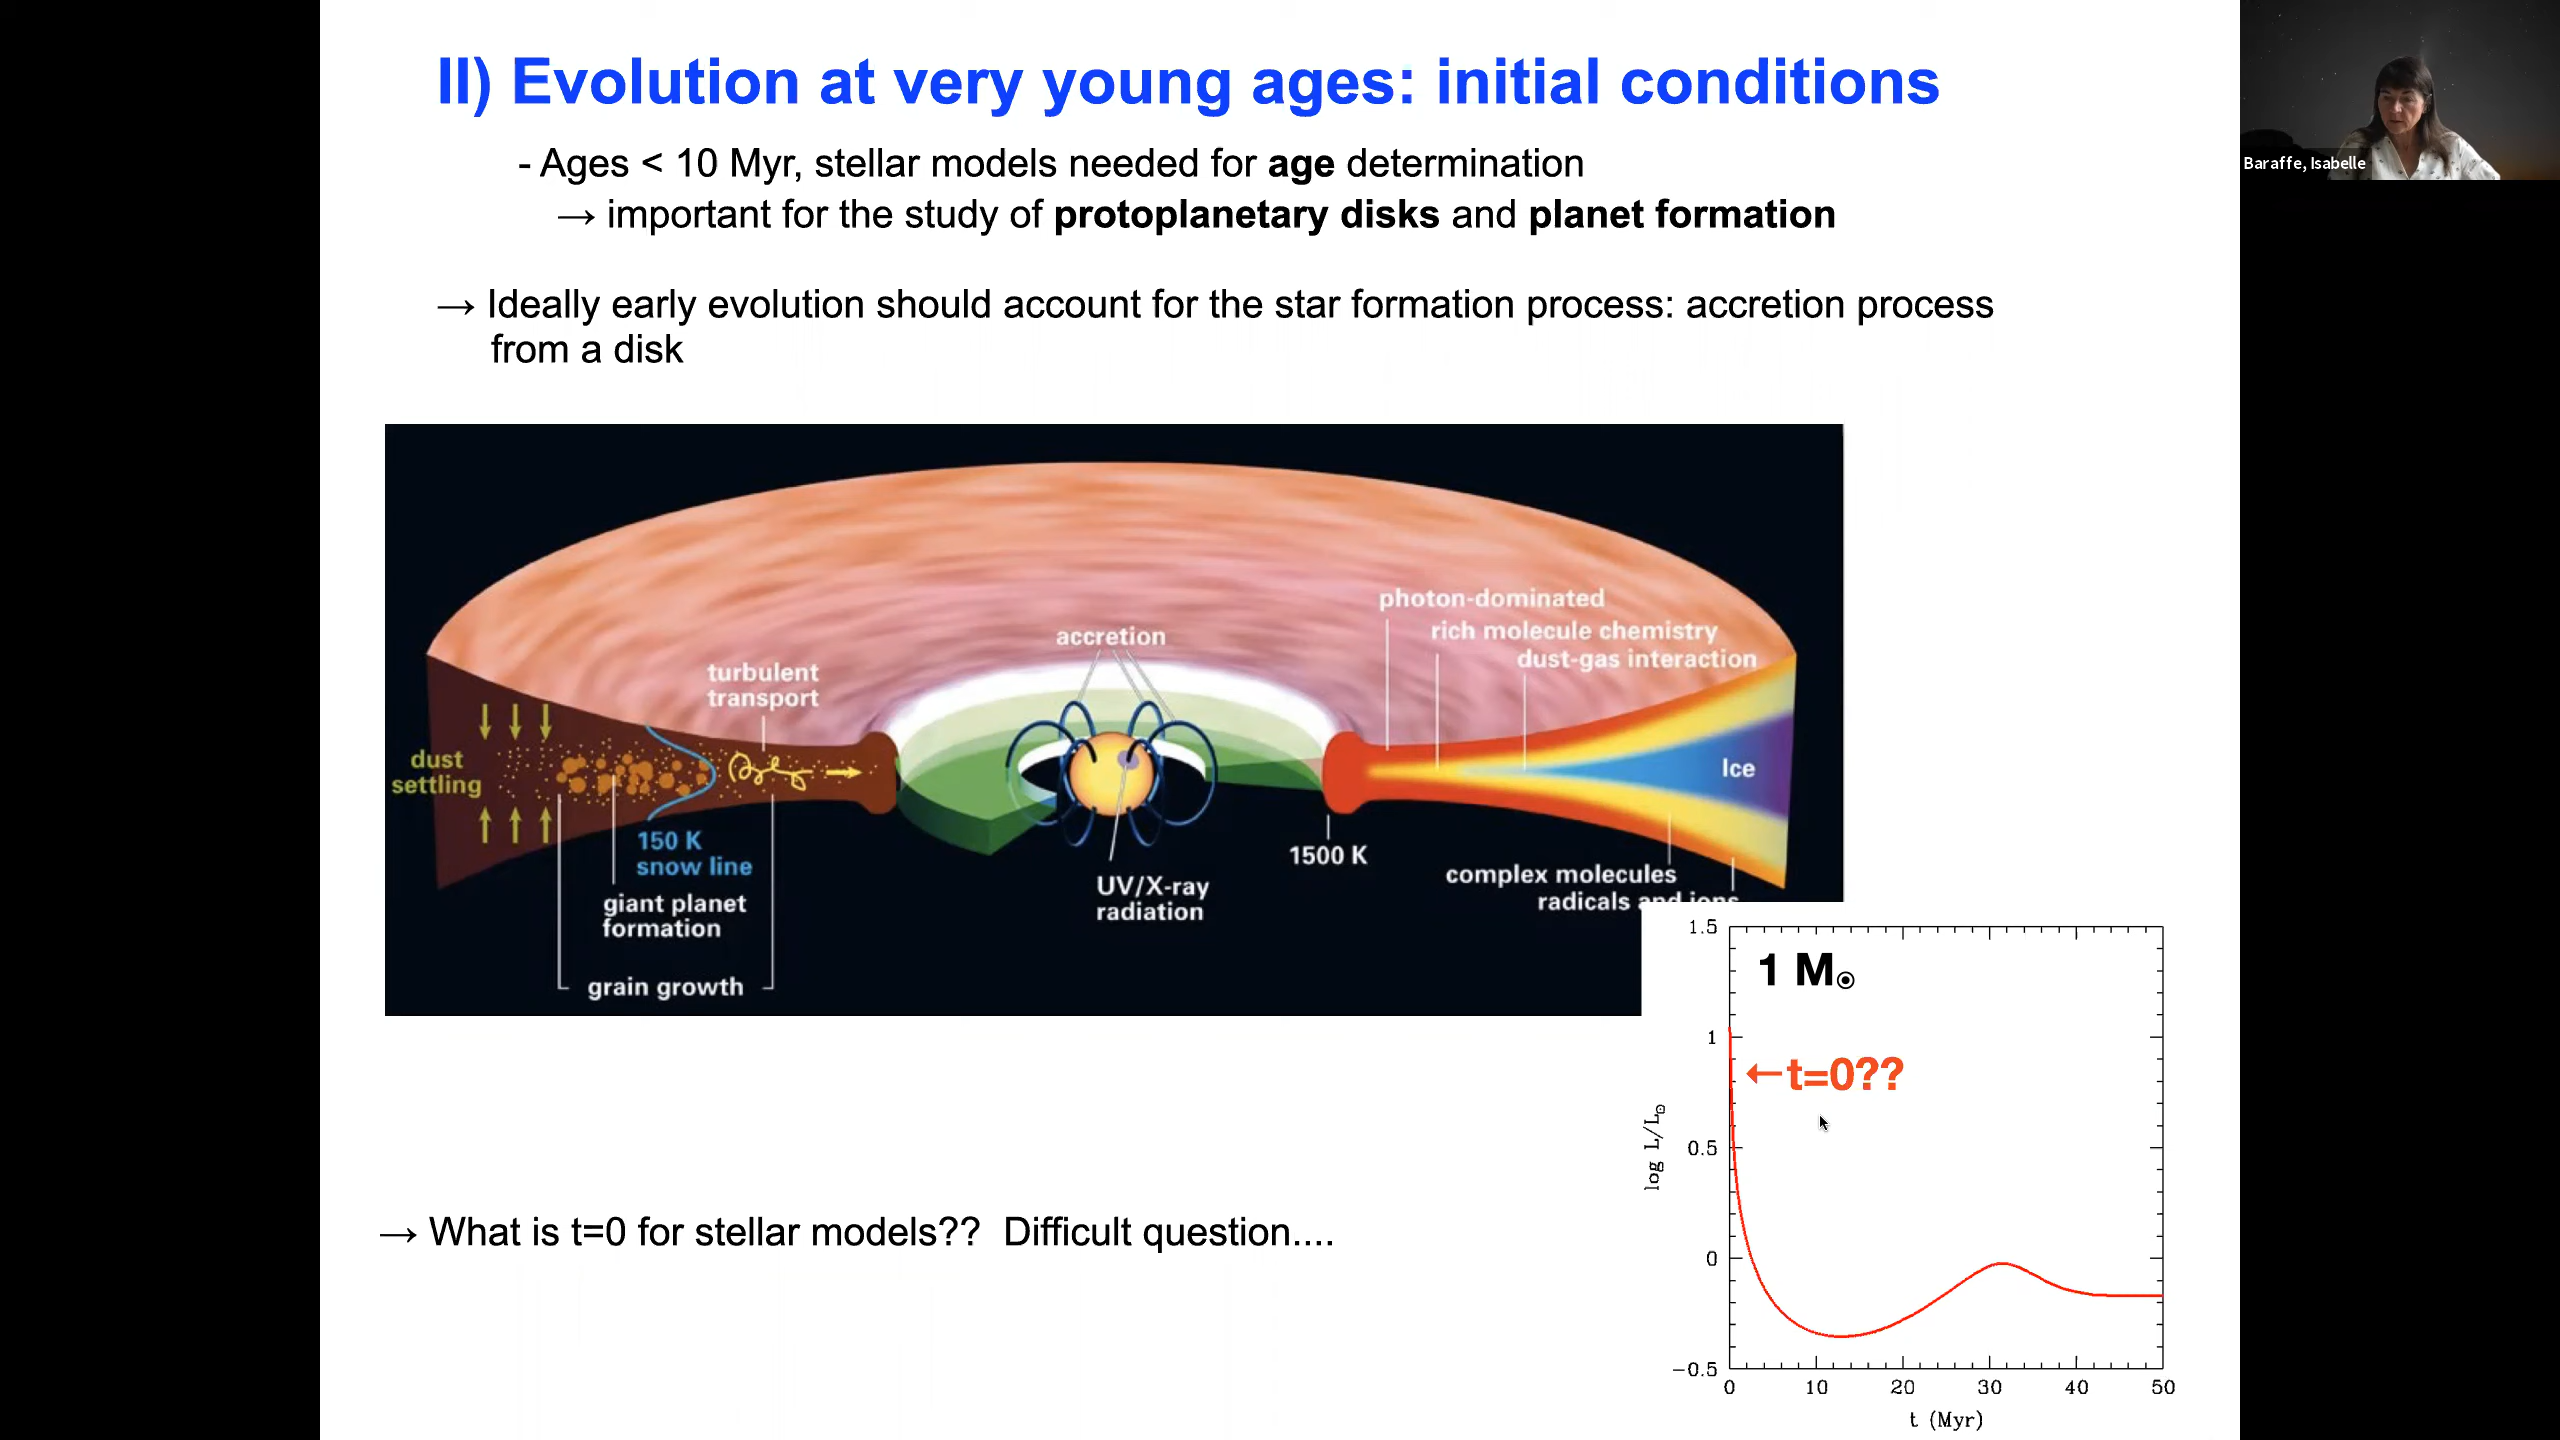 II) Evolution at very young ages: initial conditions
Baraffe, Isabelle
- Ages < 10 Myr, stellar models needed for age determination
→ important for the study of protoplanetary disks and planet formation
→ Ideally early evolution should account for the star formation process: accretion process
from a disk
photon-dominated
rich molecule chemistry
dust-gas interaction
accretion
turbulent
transport
dust
settling
Ice
150 K
snow line
1500 K
giant planet
formation
UV/X-ray
radiation
complex molecules
radicals and ions
grain growth
1.5
1 M⊙
1
←t=0??
log L/L⊙
0.5
0
-0.5
0 10 20 30 40 50
t (Myr)
→ What is t=0 for stellar models?? Difficult question....